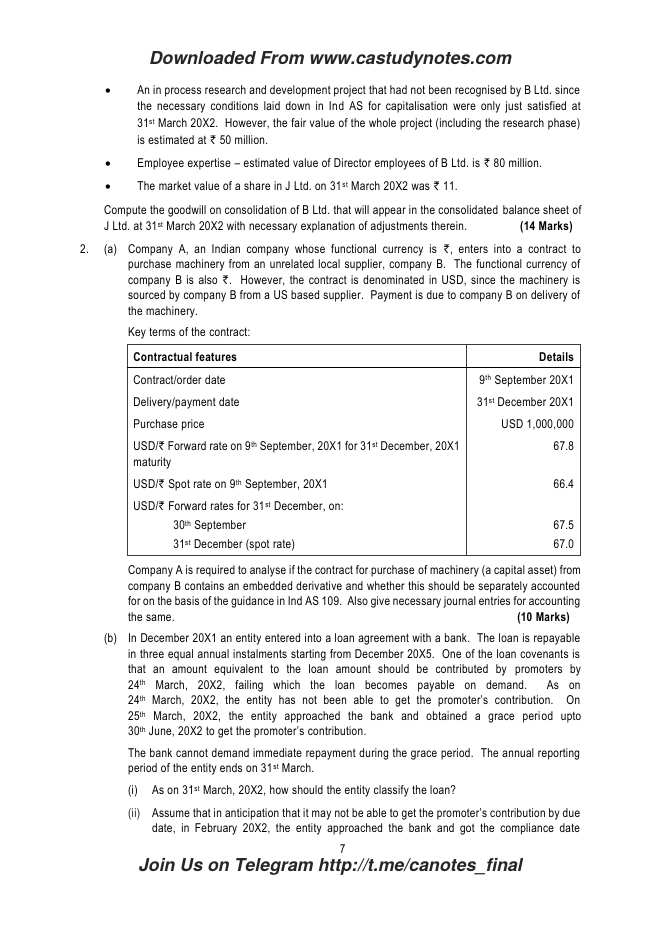 Downloaded From www.castudynotes.com
• An in process research and development project that had not been recognised by B Ltd. since
the necessary conditions laid down in Ind AS for capitalisation were only just satisfied at
31st March 20X2. However, the fair value of the whole project (including the research phase)
is estimated at ₹ 50 million.
• Employee expertise – estimated value of Director employees of B Ltd. is ₹ 80 million.
• The market value of a share in J Ltd. on 31st March 20X2 was ₹ 11.
Compute the goodwill on consolidation of B Ltd. that will appear in the consolidated balance sheet of
J Ltd. at 31st March 20X2 with necessary explanation of adjustments therein. (14 Marks)
2. (a) Company A, an Indian company whose functional currency is ₹, enters into a contract to
purchase machinery from an unrelated local supplier, company B. The functional currency of
company B is also ₹. However, the contract is denominated in USD, since the machinery is
sourced by company B from a US based supplier. Payment is due to company B on delivery of
the machinery.
Key terms of the contract:
Contractual features Details
Contract/order date 9th September 20X1
Delivery/payment date 31st December 20X1
Purchase price USD 1,000,000
USD/₹ Forward rate on 9th September, 20X1 for 31st December, 20X1 67.8
maturity
USD/₹ Spot rate on 9th September, 20X1 66.4
USD/₹ Forward rates for 31st December, on:
30th September 67.5
31st December (spot rate) 67.0
Company A is required to analyse if the contract for purchase of machinery (a capital asset) from
company B contains an embedded derivative and whether this should be separately accounted
for on the basis of the guidance in Ind AS 109. Also give necessary journal entries for accounting
the same. (10 Marks)
(b) In December 20X1 an entity entered into a loan agreement with a bank. The loan is repayable
in three equal annual instalments starting from December 20X5. One of the loan covenants is
that an amount equivalent to the loan amount should be contributed by promoters by
24th March, 20X2, failing which the loan becomes payable on demand. As on
24th March, 20X2, the entity has not been able to get the promoter's contribution. On
25th March, 20X2, the entity approached the bank and obtained a grace period upto
30th June, 20X2 to get the promoter's contribution.
The bank cannot demand immediate repayment during the grace period. The annual reporting
period of the entity ends on 31st March.
(i) As on 31st March, 20X2, how should the entity classify the loan?
(ii) Assume that in anticipation that it may not be able to get the promoter's contribution by due
date, in February 20X2, the entity approached the bank and got the compliance date
7
Join Us on Telegram http://t.me/canotes_final